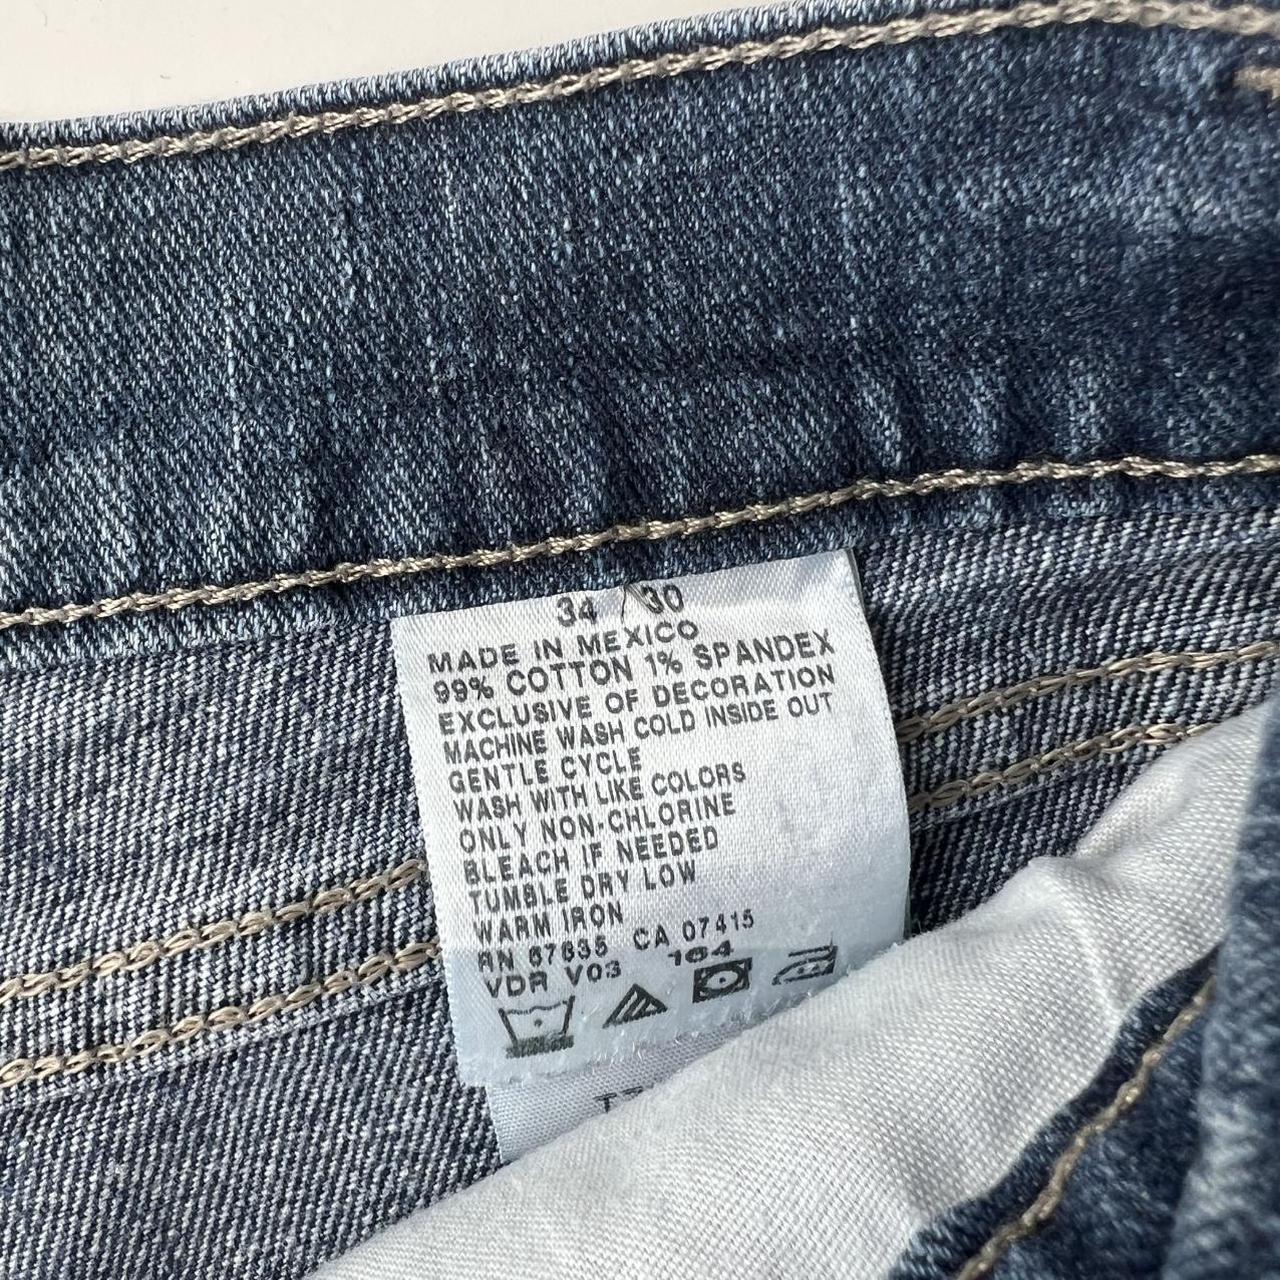 34 / 30
MADE IN MEXICO
99% COTTON 1% SPANDEX
EXCLUSIVE OF DECORATION
MACHINE WASH COLD INSIDE OUT
GENTLE CYCLE
WASH WITH LIKE COLORS
ONLY NON-CHLORINE
BLEACH IF NEEDED
TUMBLE DRY LOW
WARM IRON
RN CA 07415
VDR V03 164